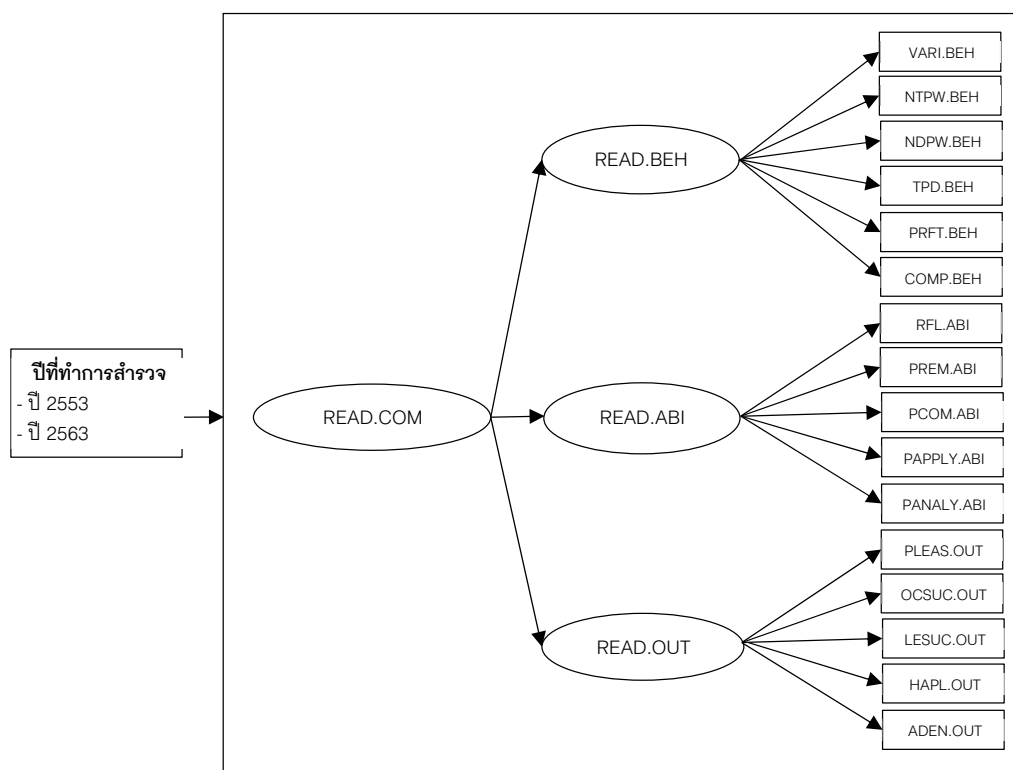 ปีที่ทำการสำรวจ
- ปี 2553
- ปี 2563
READ.COM
READ.BEH
READ.ABI
READ.OUT
VARI.BEH
NTPW.BEH
NDPW.BEH
TPD.BEH
PRFT.BEH
COMP.BEH
RFL.ABI
PREM.ABI
PCOM.ABI
PAPPLY.ABI
PANALY.ABI
PLEAS.OUT
OCSUC.OUT
LESUC.OUT
HAPL.OUT
ADEN.OUT